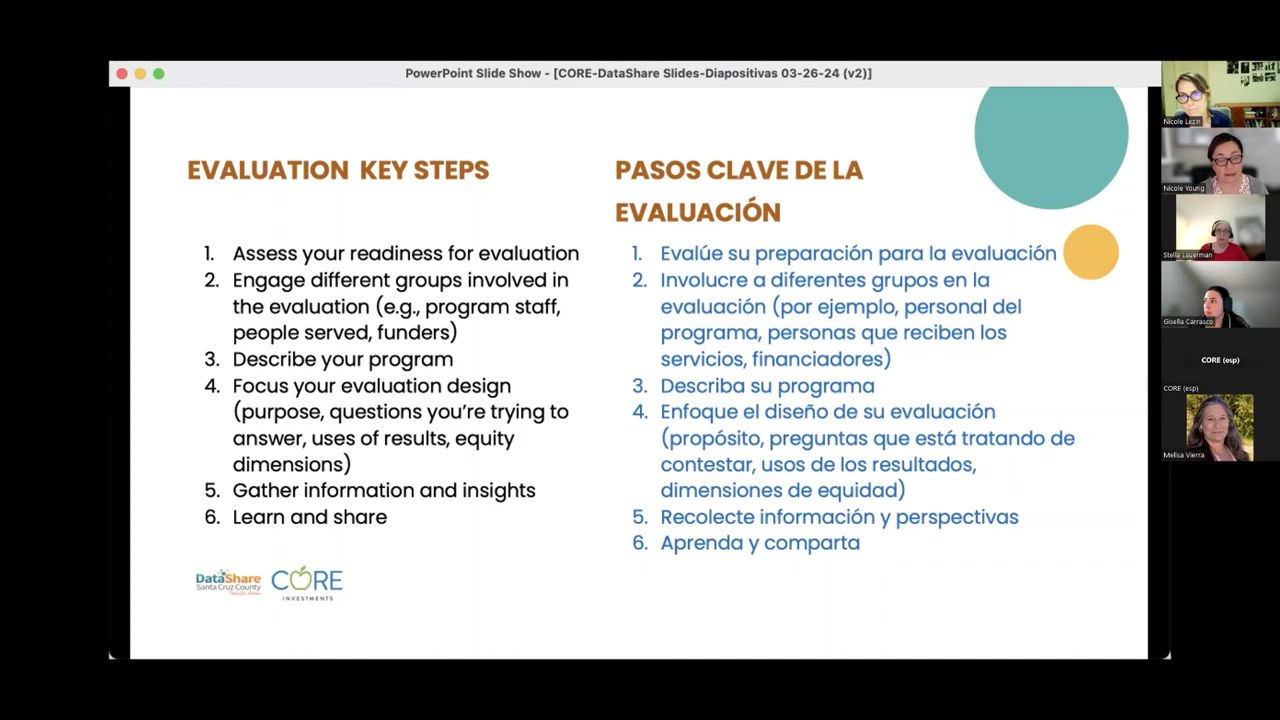 PowerPoint Slide Show - [CORE-DataShare Slides-Diapositivas 03-26-24 (v2)]
EVALUATION KEY STEPS
1. Assess your readiness for evaluation
2. Engage different groups involved in
the evaluation (e.g., program staff,
people served, funders)
3. Describe your program
4. Focus your evaluation design
(purpose, questions you’re trying to
answer, uses of results, equity
dimensions)
5. Gather information and insights
6. Learn and share
PASOS CLAVE DE LA
EVALUACIÓN
1. Evalúe su preparación para la evaluación
2. Involucre a diferentes grupos en la
evaluación (por ejemplo, personal del
programa, personas que reciben los
servicios, financiadores)
3. Describa su programa
4. Enfoque el diseño de su evaluación
(propósito, preguntas que está tratando de
contestar, usos de los resultados,
dimensiones de equidad)
5. Recolecte información y perspectivas
6. Aprenda y comparta
DataShare
Santa Cruz County
CORE
INVESTMENTS
Nicole Lezin
Nicole Young
Stella Lauerman
Gisella Carrasco
CORE (esp)
CORE (esp)
Melisa Vierra